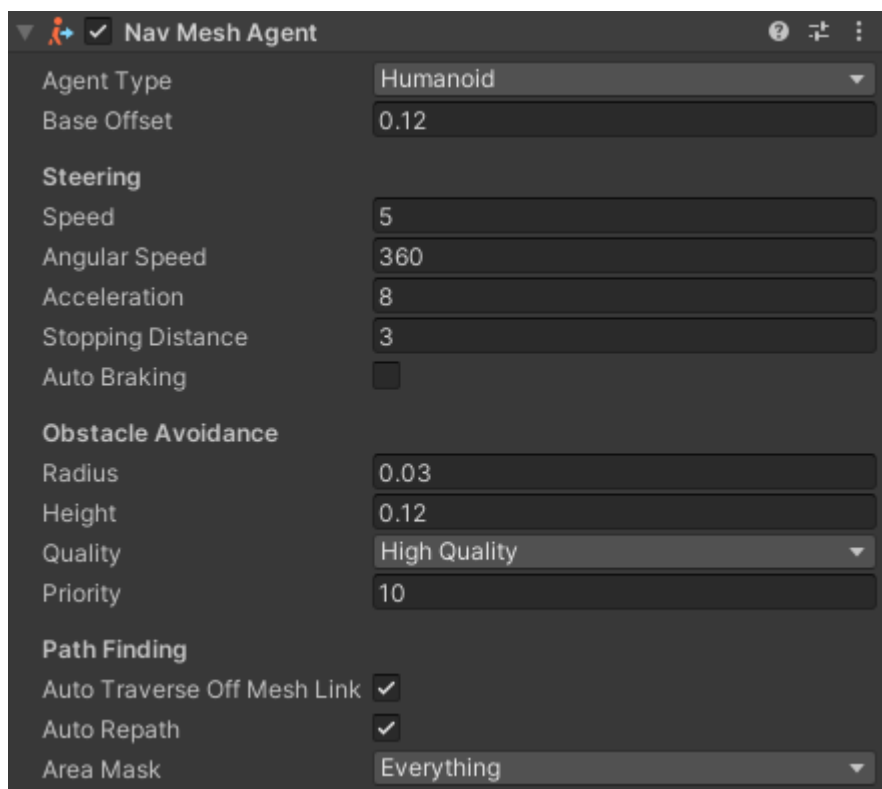 Nav Mesh Agent
Agent Type Humanoid
Base Offset 0.12
Steering
Speed 5
Angular Speed 360
Acceleration 8
Stopping Distance 3
Auto Braking
Obstacle Avoidance
Radius 0.03
Height 0.12
Quality High Quality
Priority 10
Path Finding
Auto Traverse Off Mesh Link
Auto Repath
Area Mask Everything